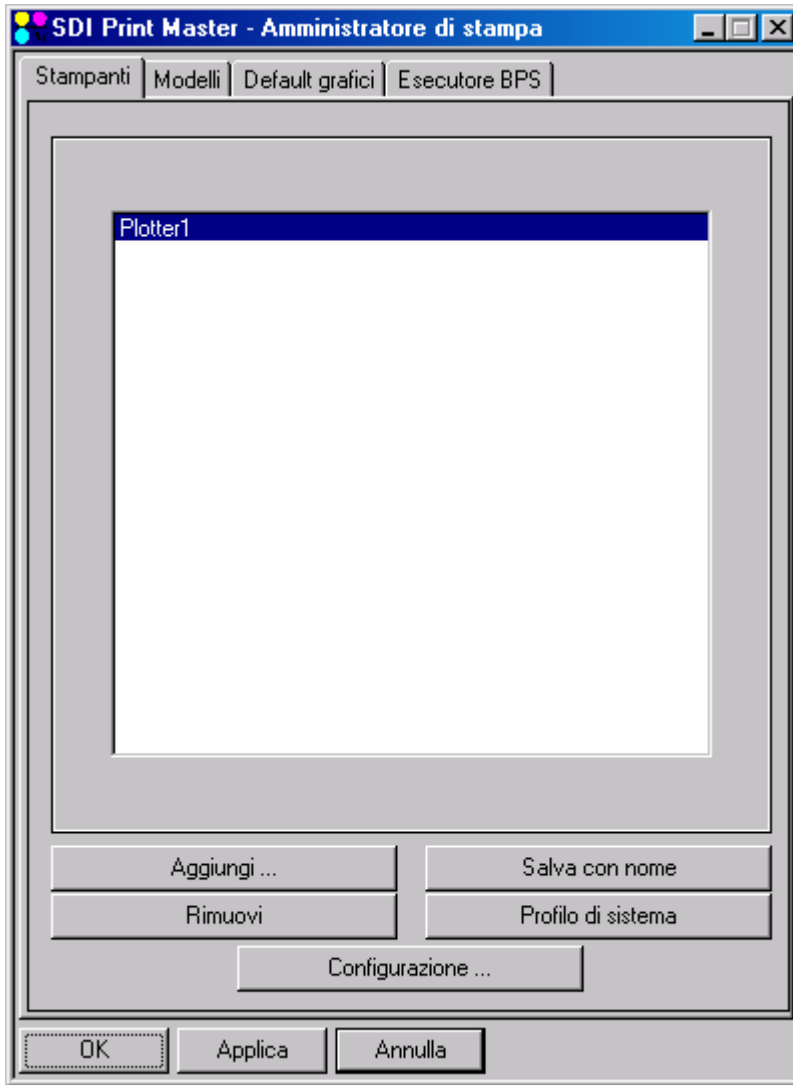 SDI Print Master - Amministratore di stampa
Stampanti Modelli Default grafici Esecutore BPS
Plotter1
Aggiungi ... Salva con nome
Rimuovi Profilo di sistema
Configurazione ...
OK Applica Annulla